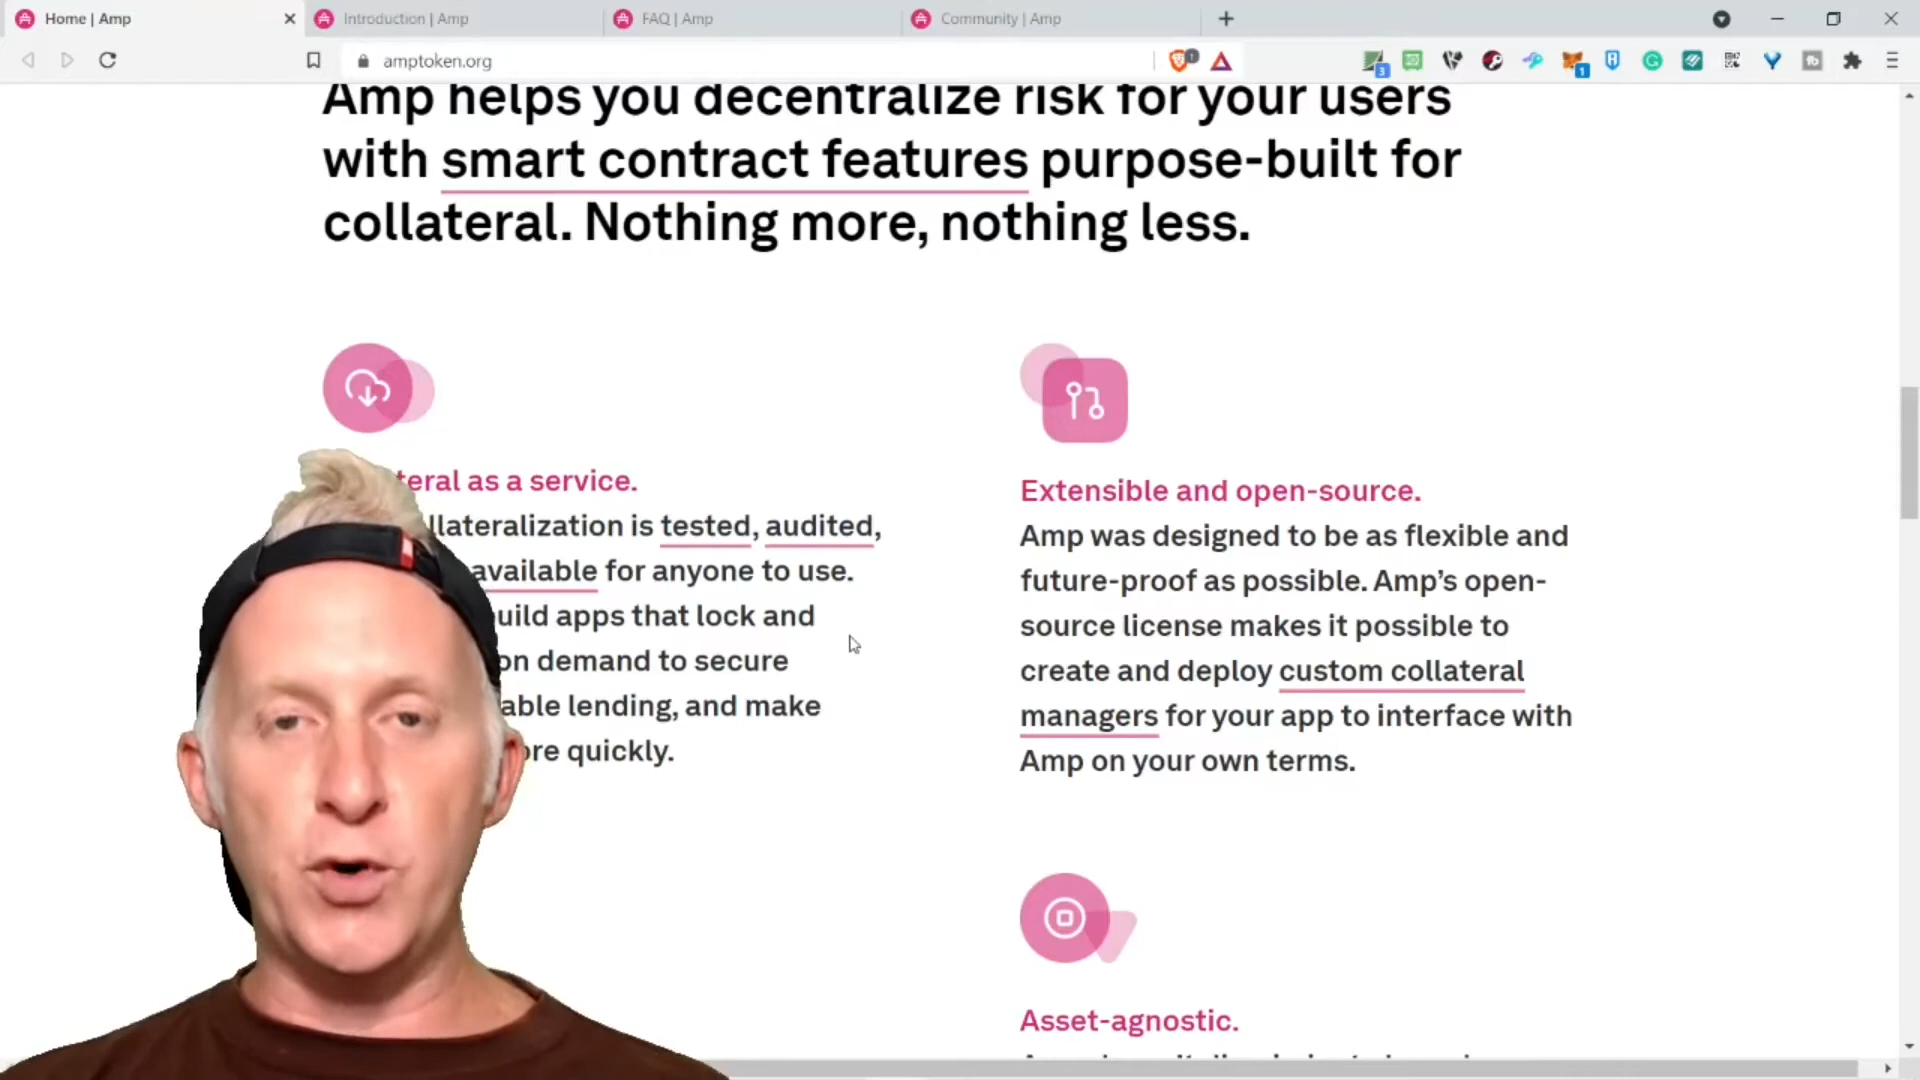 Home | Amp
Introduction | Amp
FAQ | Amp
Community | Amp
amptoken.org
1
3
1
Amp helps you decentralize risk for your users
with smart contract features purpose-built for
collateral. Nothing more, nothing less.
teral as a service.
llateralization is tested, audited,
available for anyone to use.
uild apps that lock and
on demand to secure
able lending, and make
ore quickly.
Extensible and open-source.
Amp was designed to be as flexible and
future-proof as possible. Amp’s open-
source license makes it possible to
create and deploy custom collateral
managers for your app to interface with
Amp on your own terms.
Asset-agnostic.